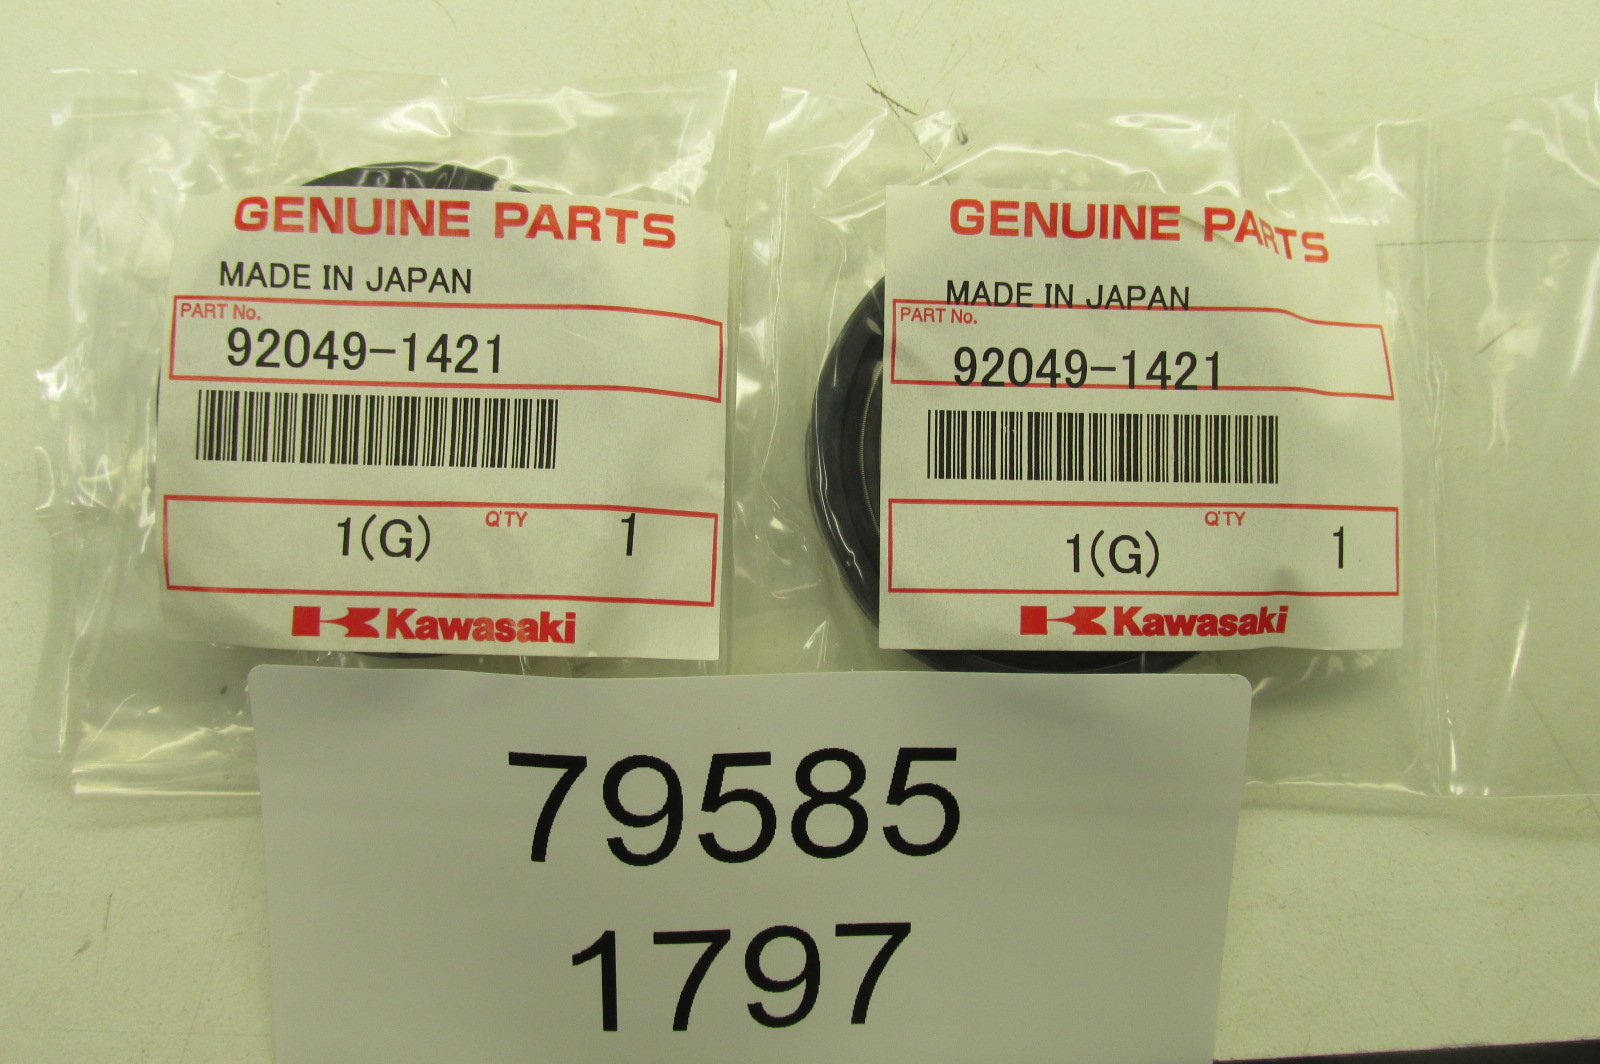 GENUINE PARTS
MADE IN JAPAN
PART No.
92049-1421
1(G)
Q'TY
1
Kawasaki
GENUINE PARTS
MADE IN JAPAN
PART No.
92049-1421
1(G)
Q'TY
1
Kawasaki
79585
1797